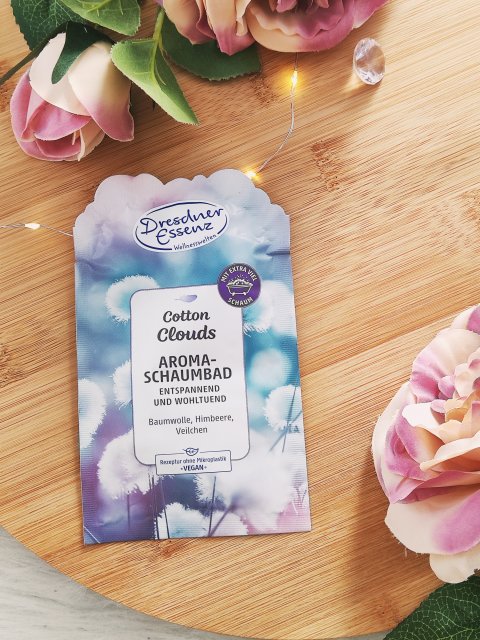 Dresdner
Essenz
Wellnesswelten
MIT EXTRA VIEL
SCHAUM
Cotton
Clouds
AROMA-
SCHAUMBAD
ENTSPANNEND
UND WOHLTUEND
Baumwolle, Himbeere,
Veilchen
Rezeptur ohne Mikroplastik
•VEGAN•